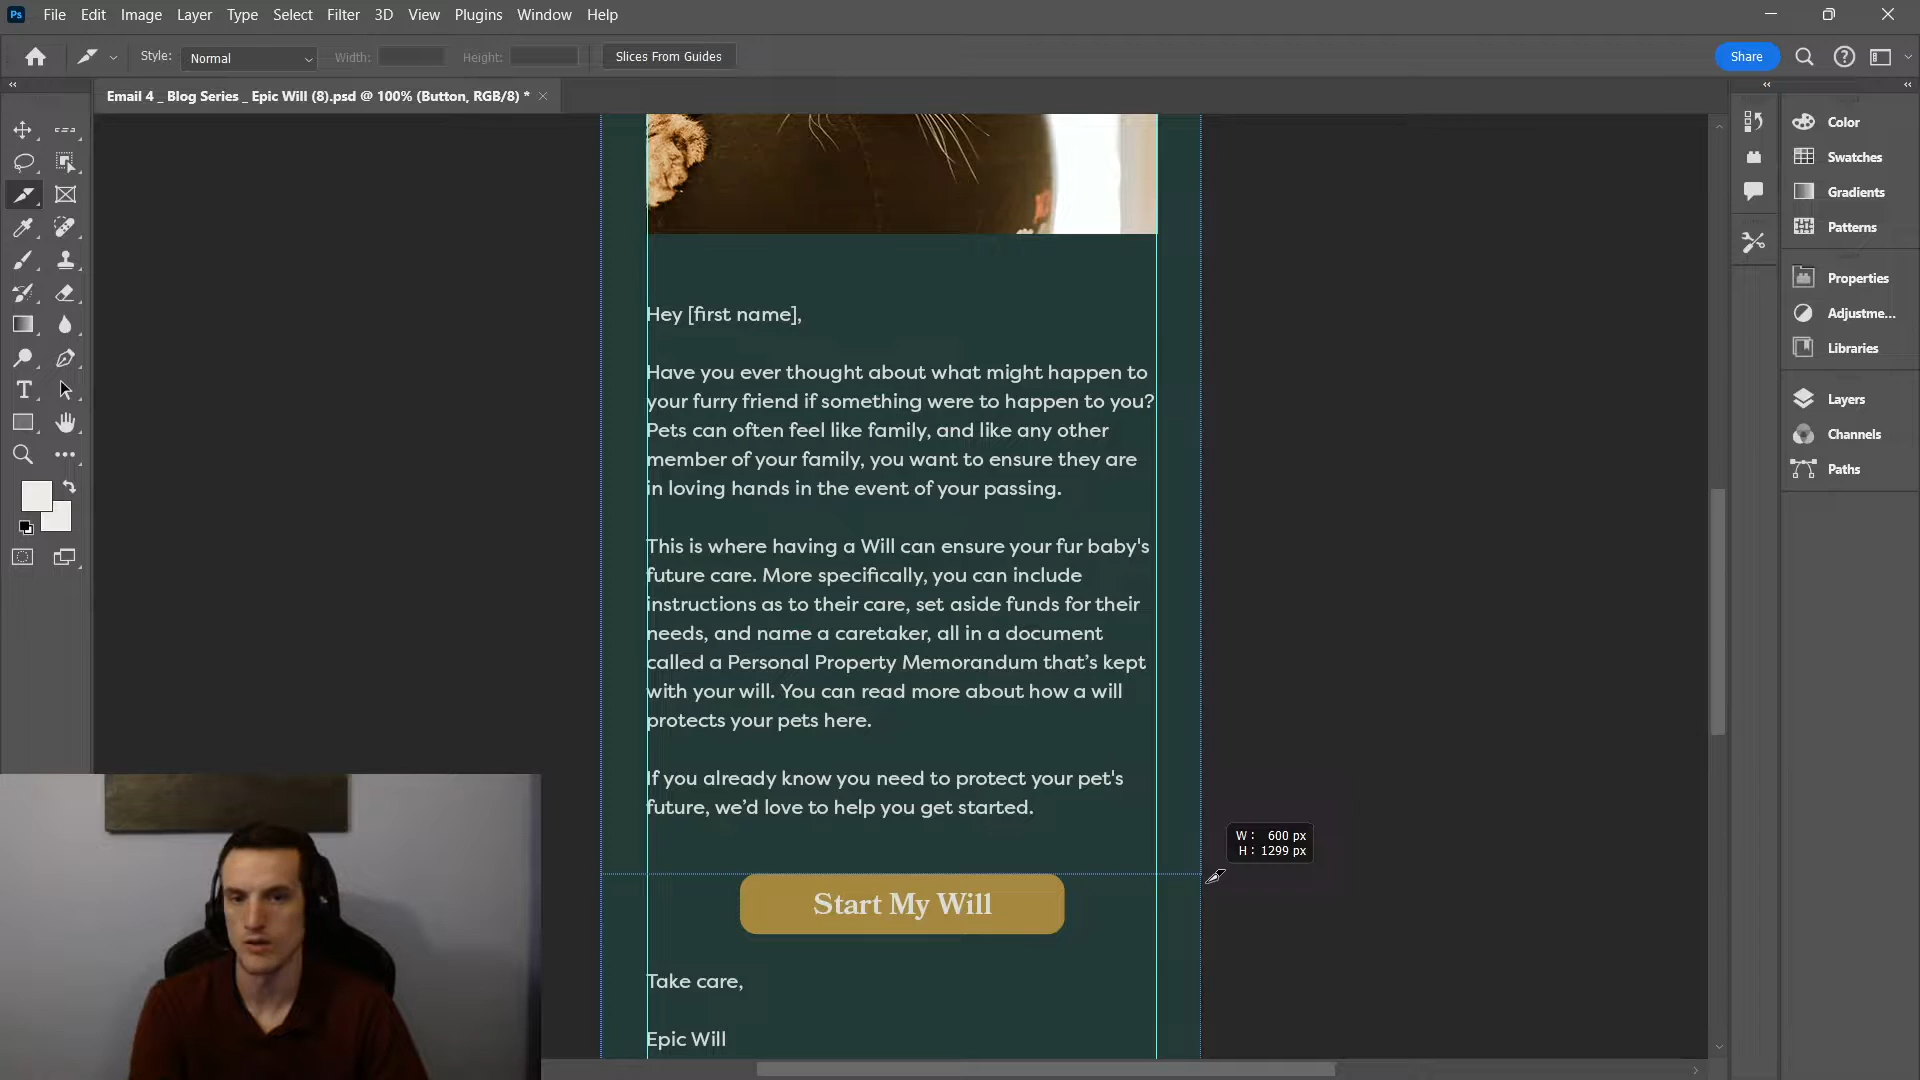 Ps File Edit Image Layer Type Select Filter 3D View Plugins Window Help
Style: Normal Width: Height: Slices From Guides Share
Email 4 _ Blog Series _ Epic Will (8).psd @ 100% (Button, RGB/8) *
Color
Swatches
Gradients
Patterns
Properties
Adjustme...
Libraries
Layers
Channels
Paths
Hey [first name],
Have you ever thought about what might happen to
your furry friend if something were to happen to you?
Pets can often feel like family, and like any other
member of your family, you want to ensure they are
in loving hands in the event of your passing.
This is where having a Will can ensure your fur baby's
future care. More specifically, you can include
instructions as to their care, set aside funds for their
needs, and name a caretaker, all in a document
called a Personal Property Memorandum that’s kept
with your will. You can read more about how a will
protects your pets here.
If you already know you need to protect your pet's
future, we’d love to help you get started.
W : 600 px
H : 1299 px
Start My Will
Take care,
Epic Will